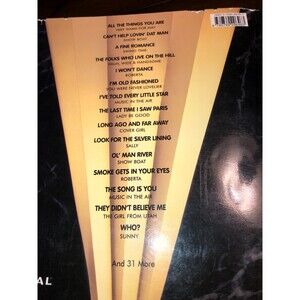 ALL THE THINGS YOU ARE
VERY WARM FOR MAY
CAN'T HELP LOVIN' DAT MAN
SHOW BOAT
A FINE ROMANCE
SWING TIME
THE FOLKS WHO LIVE ON THE HILL
HIGH, WIDE & HANDSOME
I WON'T DANCE
ROBERTA
I'M OLD FASHIONED
YOU WERE NEVER LOVELIER
I'VE TOLD EVERY LITTLE STAR
MUSIC IN THE AIR
THE LAST TIME I SAW PARIS
LADY BE GOOD
LONG AGO AND FAR AWAY
COVER GIRL
LOOK FOR THE SILVER LINING
SALLY
OL' MAN RIVER
SHOW BOAT
SMOKE GETS IN YOUR EYES
ROBERTA
THE SONG IS YOU
MUSIC IN THE AIR
THEY DIDN'T BELIEVE ME
THE GIRL FROM UTAH
WHO?
SUNNY
And 31 More
AL